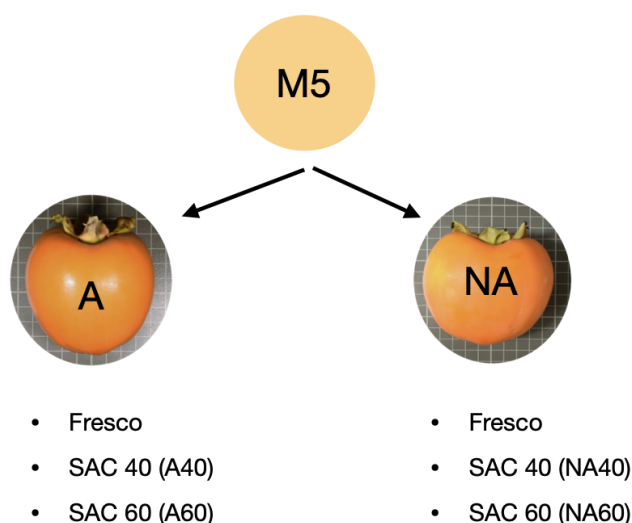 M5
A
NA
• Fresco
• SAC 40 (A40)
• SAC 60 (A60)
• Fresco
• SAC 40 (NA40)
• SAC 60 (NA60)